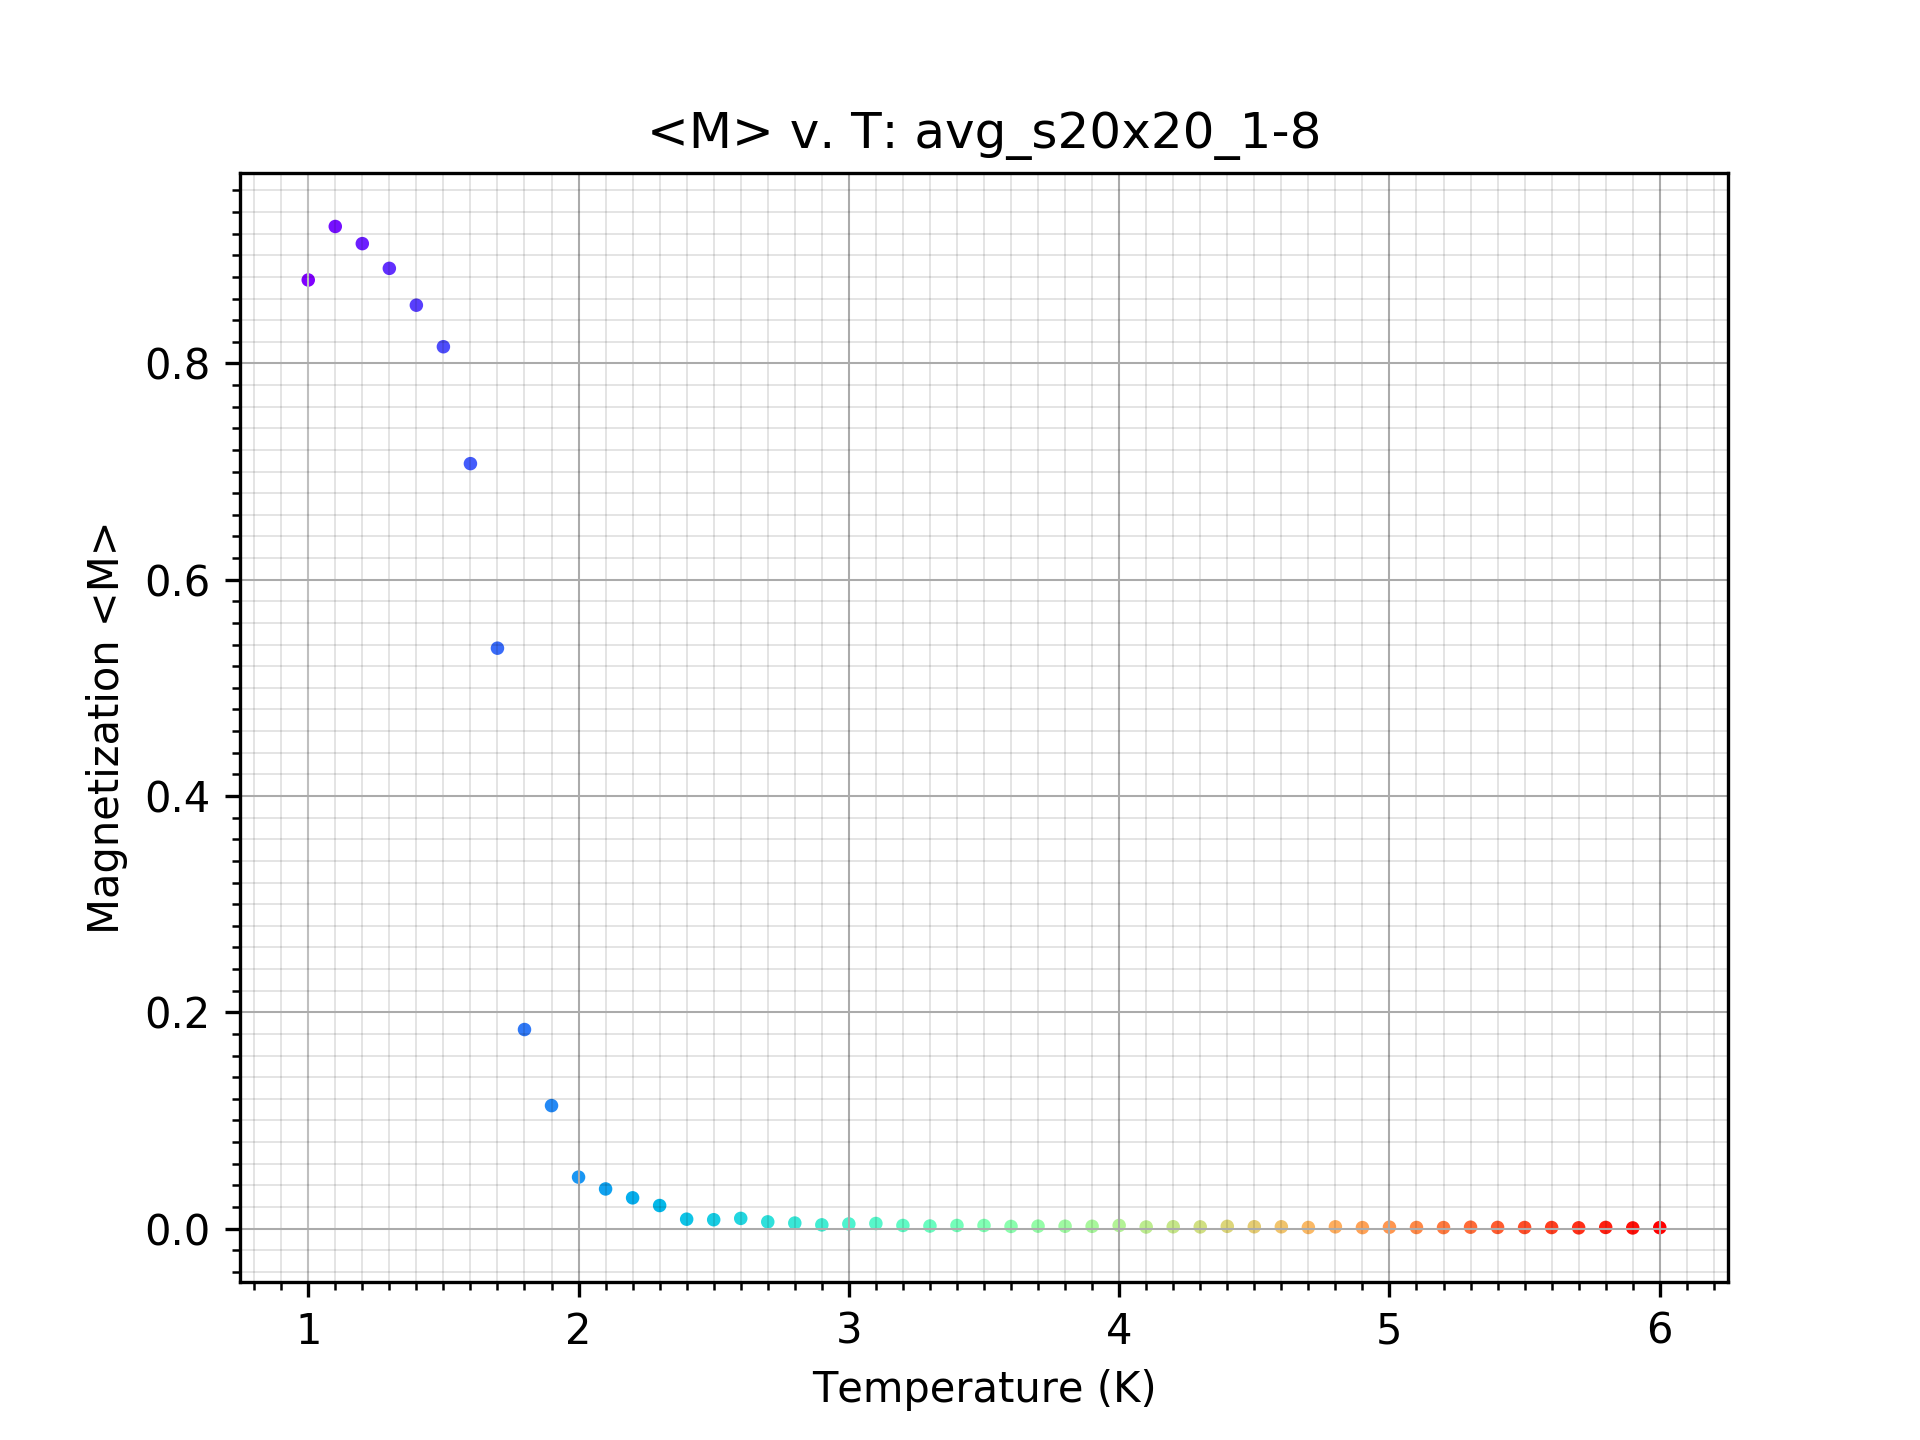 <M> v. T: avg_s20x20_1-8
Magnetization <M>
0.8
0.6
0.4
0.2
0.0
1 2 3 4 5 6
Temperature (K)